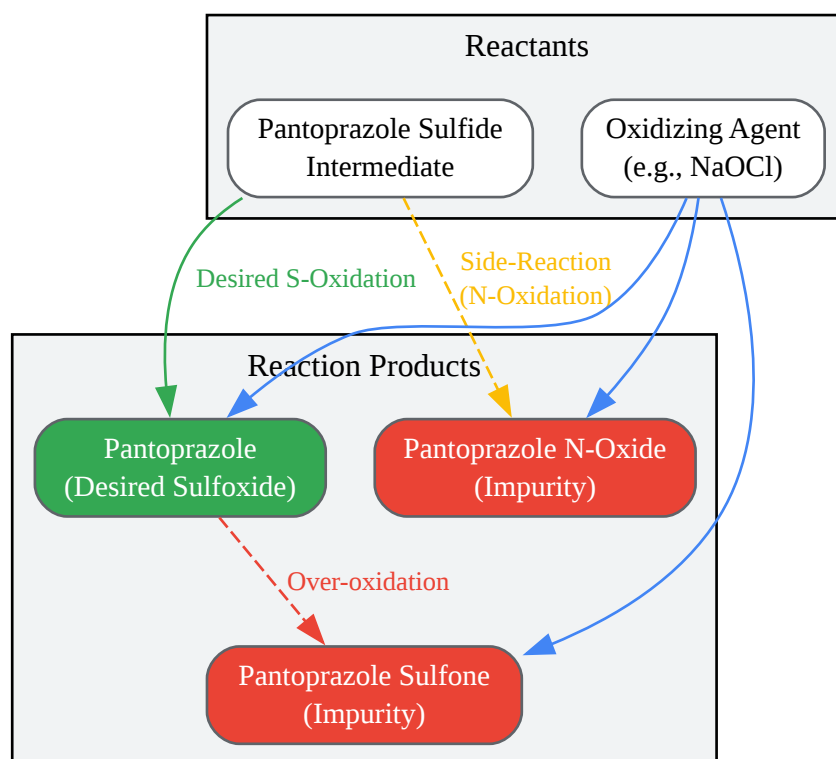 Reactants
Pantoprazole Sulfide
Intermediate
Oxidizing Agent
(e.g., NaOCl)
Desired S-Oxidation
Side-Reaction
(N-Oxidation)
Reaction Products
Pantoprazole
(Desired Sulfoxide)
Pantoprazole N-Oxide
(Impurity)
Over-oxidation
Pantoprazole Sulfone
(Impurity)